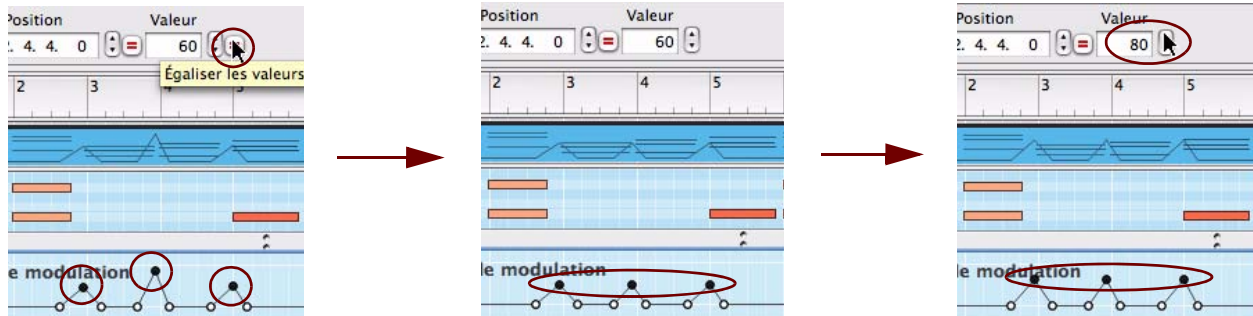 Position Valeur
2. 4. 4. 0 = 60 =
Égaliser les valeurs
2 3 4 5
e modulation
Position Valeur
2. 4. 4. 0 = 60
2 3 4 5
le modulation
Position Valeur
2. 4. 4. 0 = 80
2 3 4 5
e modulation